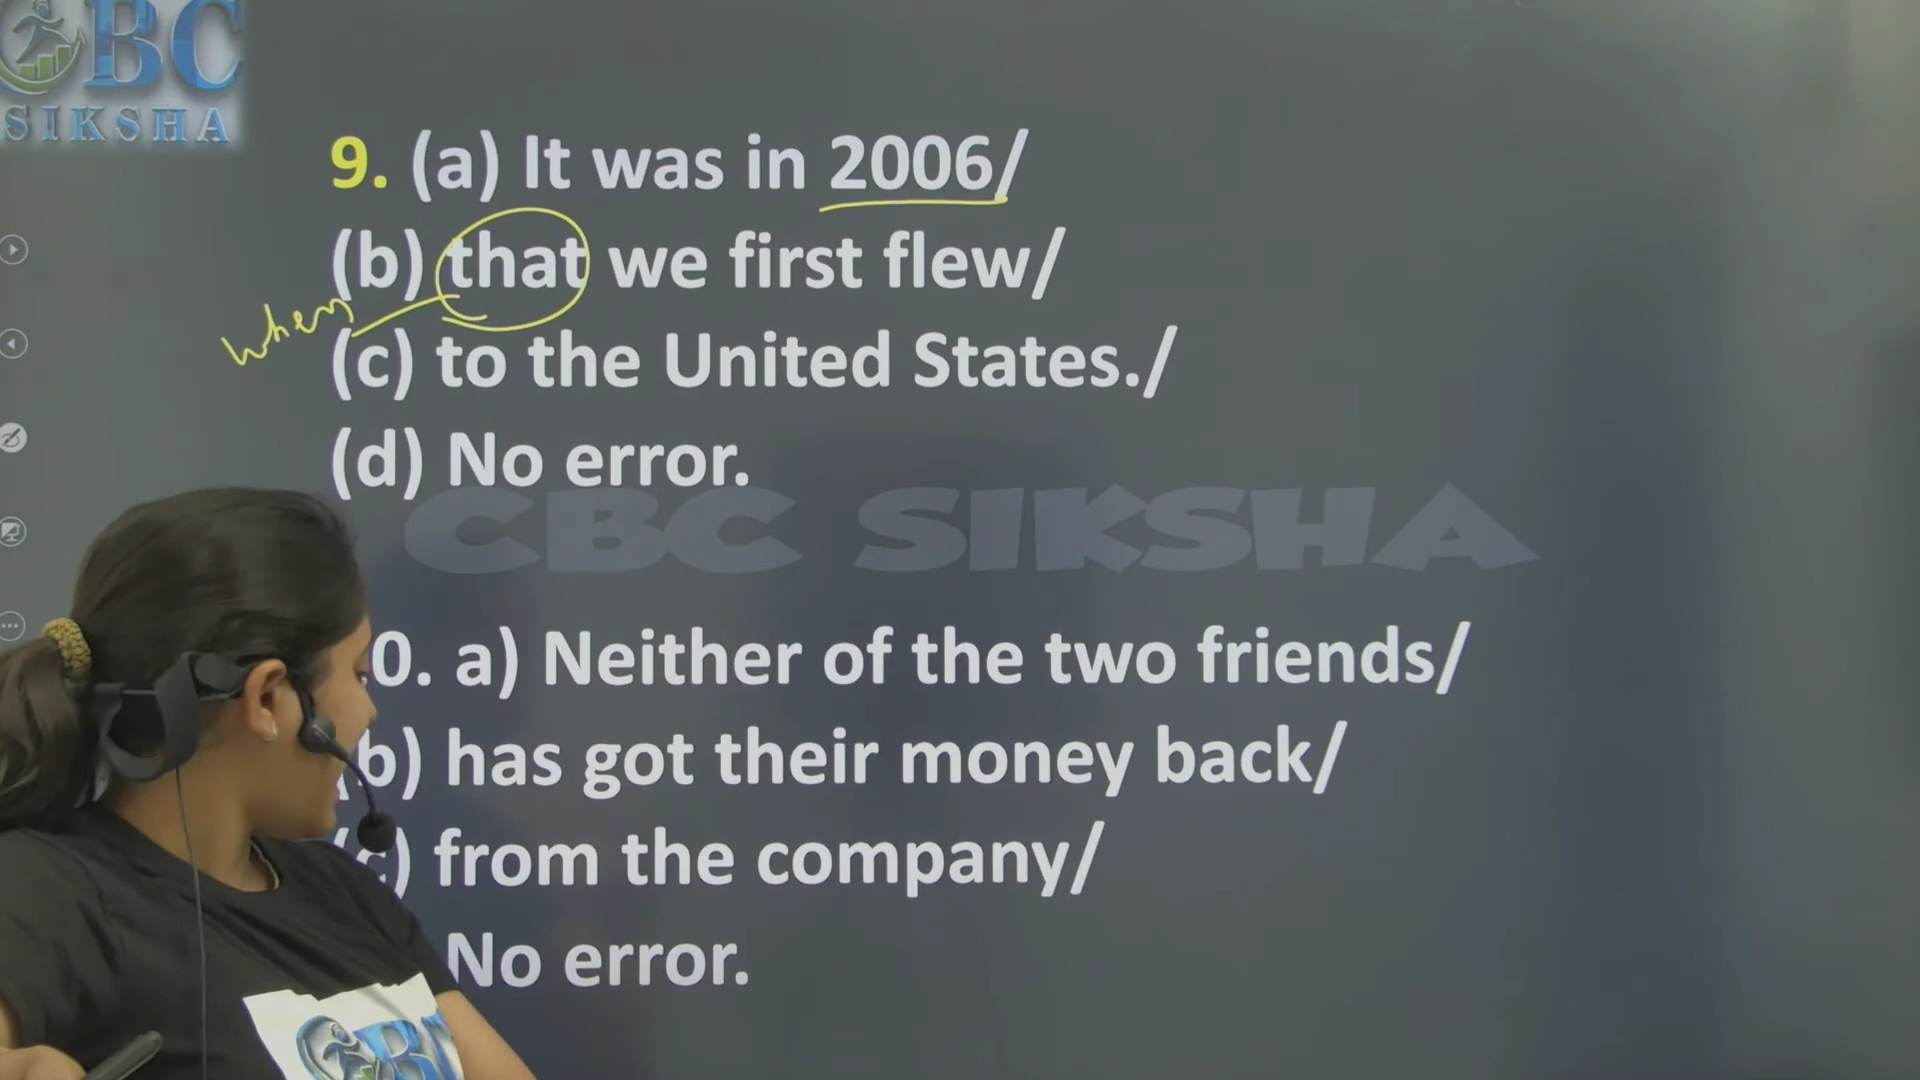 BC
SIKSHA
9. (a) It was in 2006/
(b) that we first flew/
when
(c) to the United States./
(d) No error.
CBC SIKSHA
0. a) Neither of the two friends/
b) has got their money back/
(c) from the company/
No error.